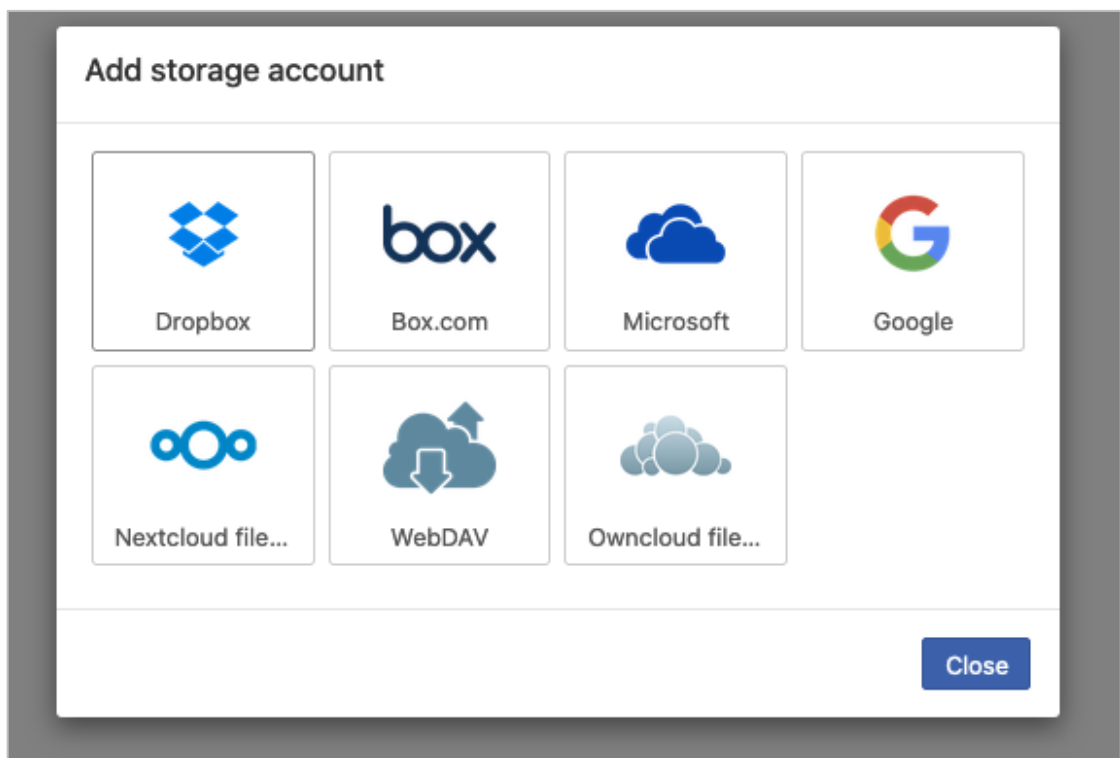 Add storage account
box
Dropbox
Box.com
Microsoft
Google
Nextcloud file...
WebDAV
Owncloud file...
Close